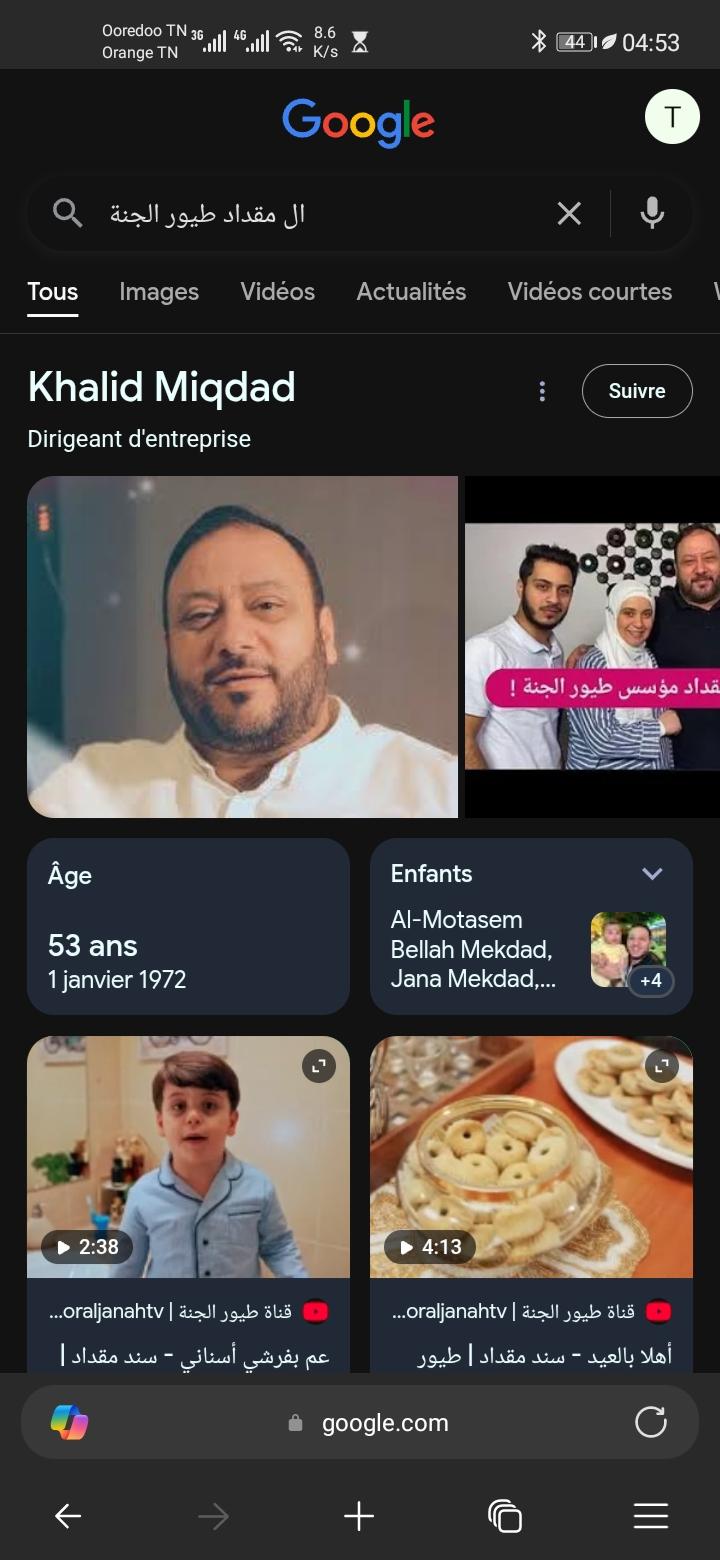 Ooredoo TN 3G 4G 8.6 K/s 44 04:53
Orange TN
Google
T
ال مقداد طيور الجنة
Tous Images Vidéos Actualités Vidéos courtes
Khalid Miqdad
Suivre
Dirigeant d'entreprise
قداد مؤسس طيور الجنة !
Âge
53 ans
1 janvier 1972
Enfants
Al-Motasem
Bellah Mekdad,
Jana Mekdad,...
+4
2:38
4:13
قناة طيور الجنة | oraljanahtv...
عم بفرشي أسناني - سند مقداد |
قناة طيور الجنة | oraljanahtv...
أهلا بالعيد - سند مقداد | طيور
google.com